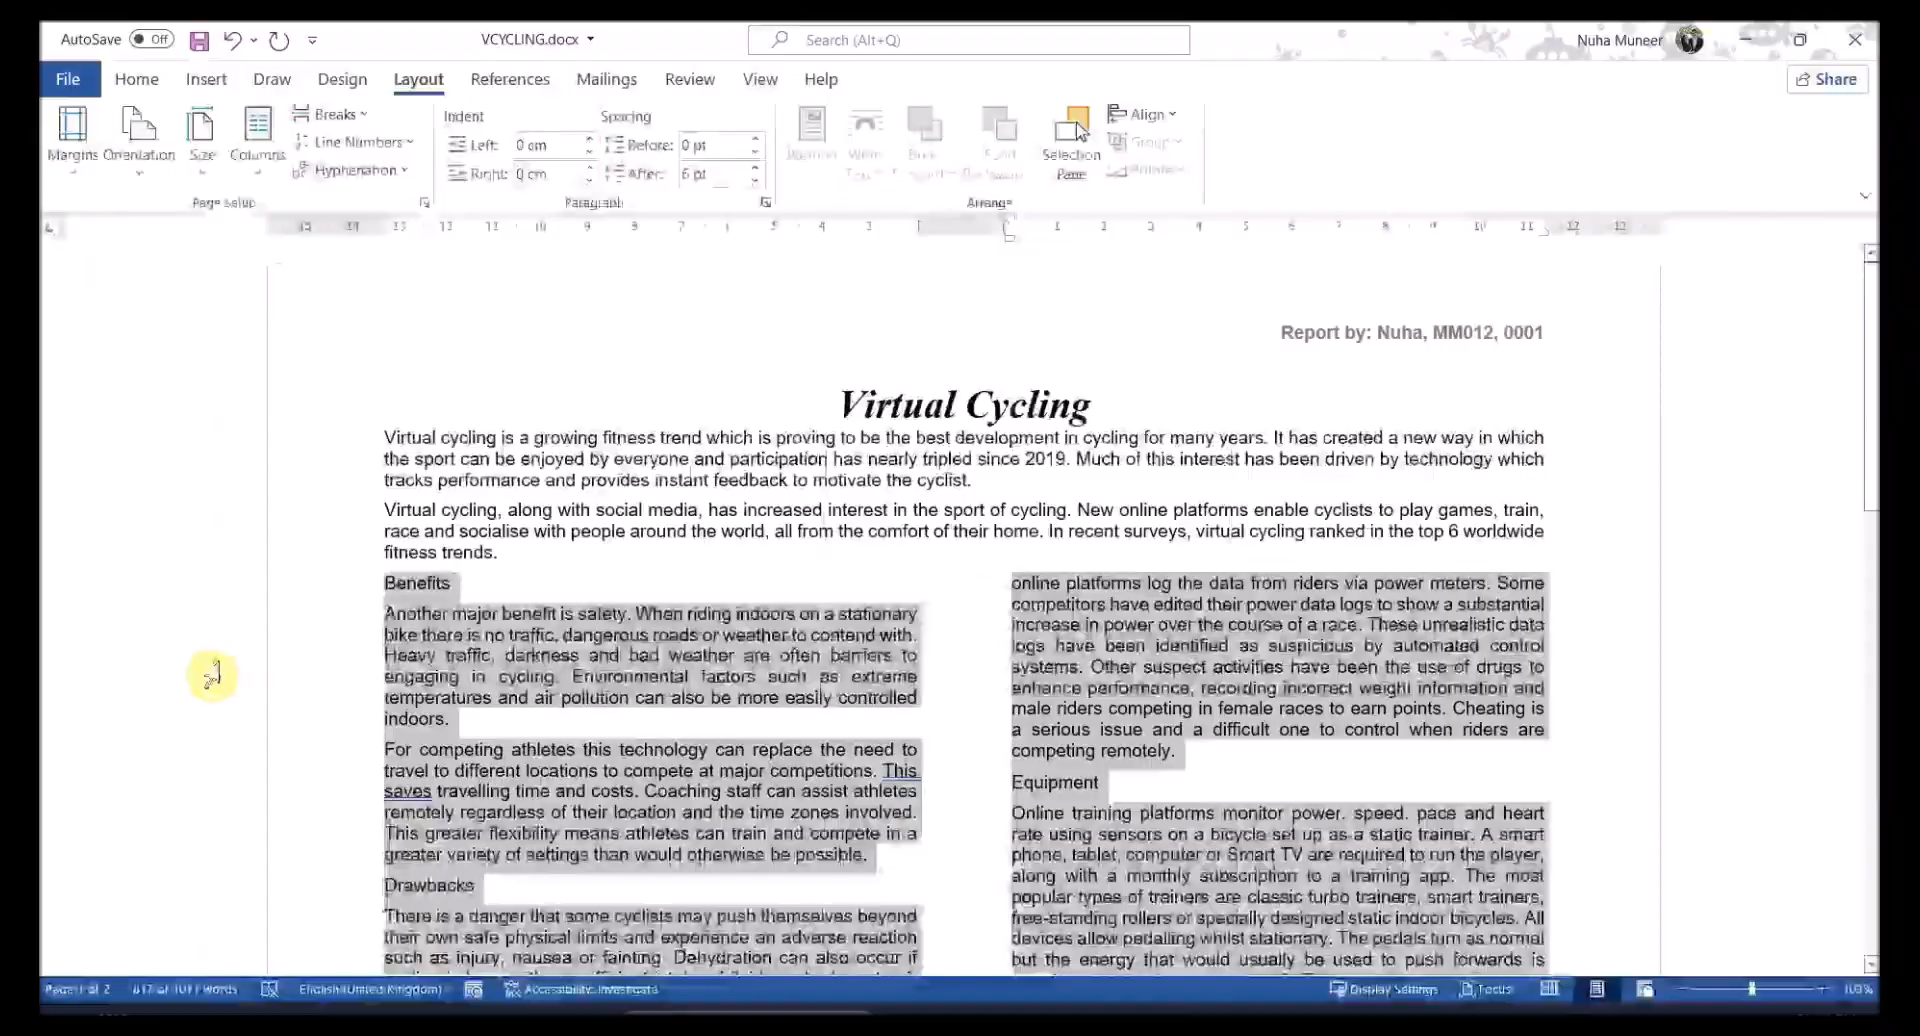 AutoSave Off VCYCLING.docx Search (Alt+Q) Nuha Muneer
File Home Insert Draw Design Layout References Mailings Review View Help Share
Margins Orientation Size Columns
Breaks
Line Numbers
Hyphenation
Page Setup
Indent Spacing
Left: 0 cm Before: 0 pt
Right: 0 cm After: 6 pt
Paragraph
Selection
Pane
Align
Group
Arrange
Report by: Nuha, MM012, 0001
Virtual Cycling
Virtual cycling is a growing fitness trend which is proving to be the best development in cycling for many years. It has created a new way in which
the sport can be enjoyed by everyone and participation has nearly tripled since 2019. Much of this interest has been driven by technology which
tracks performance and provides instant feedback to motivate the cyclist.
Virtual cycling, along with social media, has increased interest in the sport of cycling. New online platforms enable cyclists to play games, train,
race and socialise with people around the world, all from the comfort of their home. In recent surveys, virtual cycling ranked in the top 6 worldwide
fitness trends.
Benefits
Another major benefit is safety. When riding indoors on a stationary
bike there is no traffic, dangerous roads or weather to contend with.
Heavy traffic, darkness and bad weather are often barriers to
engaging in cycling. Environmental factors such as extreme
temperatures and air pollution can also be more easily controlled
indoors.
For competing athletes this technology can replace the need to
travel to different locations to compete at major competitions. This
saves travelling time and costs. Coaching staff can assist athletes
remotely regardless of their location and the time zones involved.
This greater flexibility means athletes can train and compete in a
greater variety of settings than would otherwise be possible.
Drawbacks
There is a danger that some cyclists may push themselves beyond
their own safe physical limits and experience an adverse reaction
such as injury, nausea or fainting. Dehydration can also occur if
online platforms log the data from riders via power meters. Some
competitors have edited their power data logs to show a substantial
increase in power over the course of a race. These unrealistic data
logs have been identified as suspicious by automated control
systems. Other suspect activities have been the use of drugs to
enhance performance, recording incorrect weight information and
male riders competing in female races to earn points. Cheating is
a serious issue and a difficult one to control when riders are
competing remotely.
Equipment
Online training platforms monitor power, speed, pace and heart
rate using sensors on a bicycle set up as a static trainer. A smart
phone, tablet, computer or Smart TV are required to run the player,
along with a monthly subscription to a training app. The most
popular types of trainers are classic turbo trainers, smart trainers,
free-standing rollers or specially designed static indoor bicycles. All
devices allow pedalling whilst stationary. The pedals turn as normal
but the energy that would usually be used to push forwards is
Page 1 of 2 817 of 1011 words English (United Kingdom) Accessibility: Investigate Display Settings Focus 100%